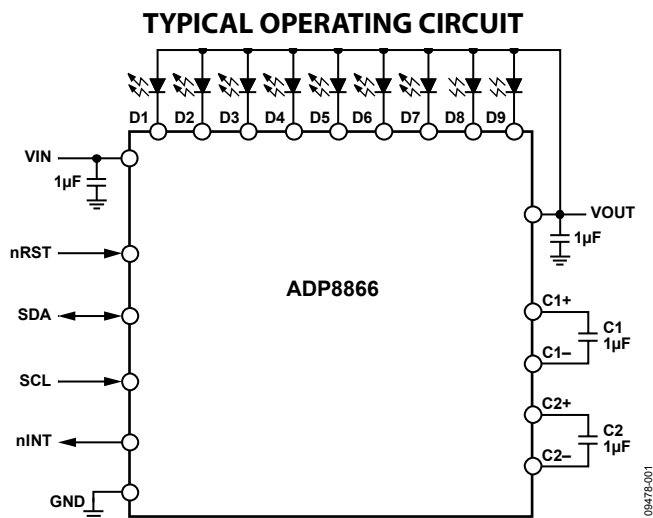 TYPICAL OPERATING CIRCUIT
D1 D2 D3 D4 D5 D6 D7 D8 D9
VIN
1µF
VOUT
1µF
nRST
ADP8866
C1+
SDA
C1
1µF
C1–
SCL
C2+
C2
1µF
nINT
C2–
GND
09478-001